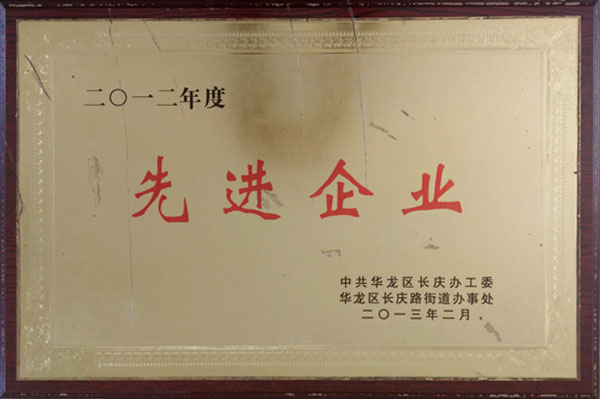 二〇一二年度
先进企业
中共华龙区长庆办工委
华龙区长庆路街道办事处
二〇一三年二月.